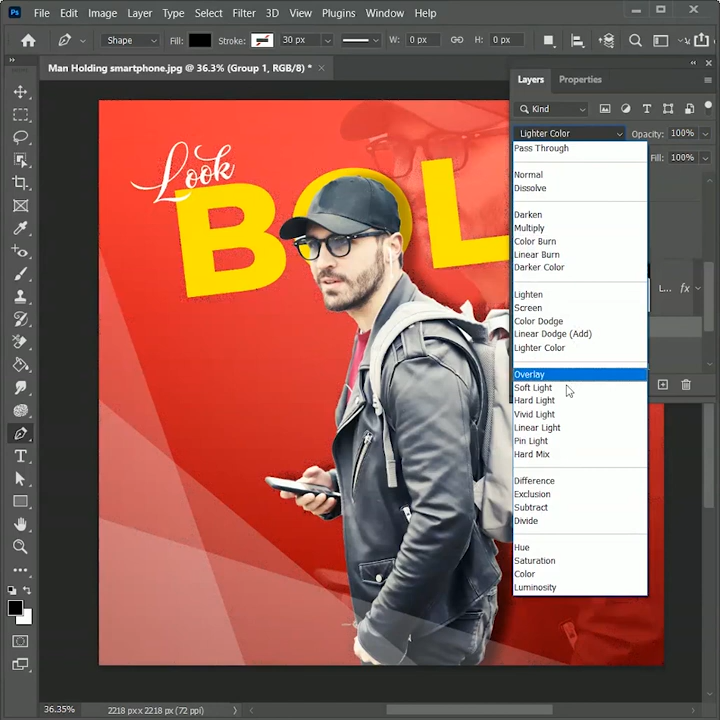 Ps File Edit Image Layer Type Select Filter 3D View Plugins Window Help
Shape Fill: Stroke: 30 px W: 0 px H: 0 px
Man Holding smartphone.jpg @ 36.3% (Group 1, RGB/8) *
Layers Properties
Kind
Lighter Color Opacity: 100%
Fill: 100%
Pass Through
Normal
Dissolve
Darken
Multiply
Color Burn
Linear Burn
Darker Color
Lighten
Screen
Color Dodge
Linear Dodge (Add)
Lighter Color
Overlay
Soft Light
Hard Light
Vivid Light
Linear Light
Pin Light
Hard Mix
Difference
Exclusion
Subtract
Divide
Hue
Saturation
Color
Luminosity
L... fx
Look
BOL
36.35% 2218 px x 2218 px (72 ppi)